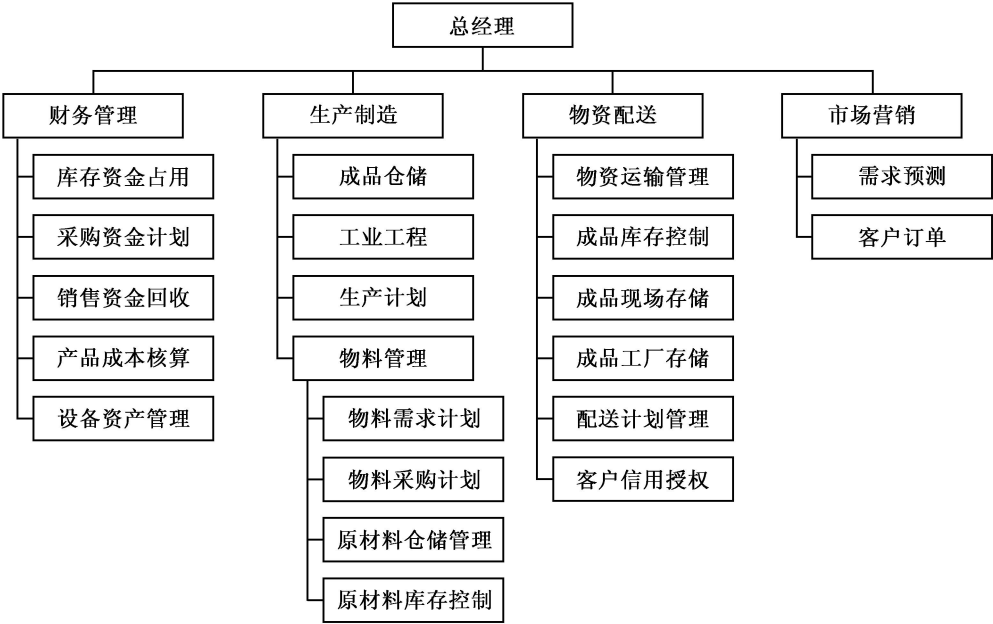 总经理
财务管理
库存资金占用
采购资金计划
销售资金回收
产品成本核算
设备资产管理
生产制造
成品仓储
工业工程
生产计划
物料管理
物料需求计划
物料采购计划
原材料仓储管理
原材料库存控制
物资配送
物资运输管理
成品库存控制
成品现场存储
成品工厂存储
配送计划管理
客户信用授权
市场营销
需求预测
客户订单